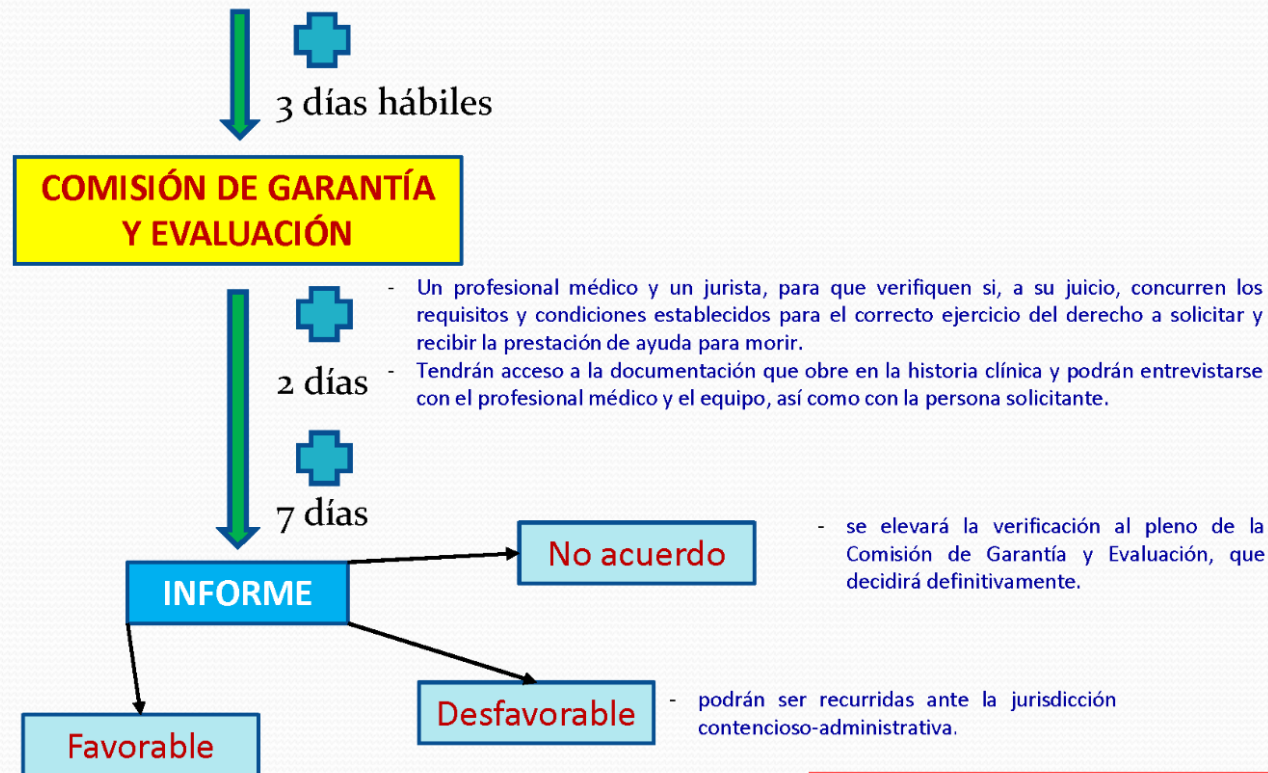 3 días hábiles
COMISIÓN DE GARANTÍA
Y EVALUACIÓN
- Un profesional médico y un jurista, para que verifiquen si, a su juicio, concurren los
requisitos y condiciones establecidos para el correcto ejercicio del derecho a solicitar y
recibir la prestación de ayuda para morir.
2 días
- Tendrán acceso a la documentación que obre en la historia clínica y podrán entrevistarse
con el profesional médico y el equipo, así como con la persona solicitante.
7 días
No acuerdo
- se elevará la verificación al pleno de la
Comisión de Garantía y Evaluación, que
decidirá definitivamente.
INFORME
Desfavorable
- podrán ser recurridas ante la jurisdicción
contencioso-administrativa.
Favorable